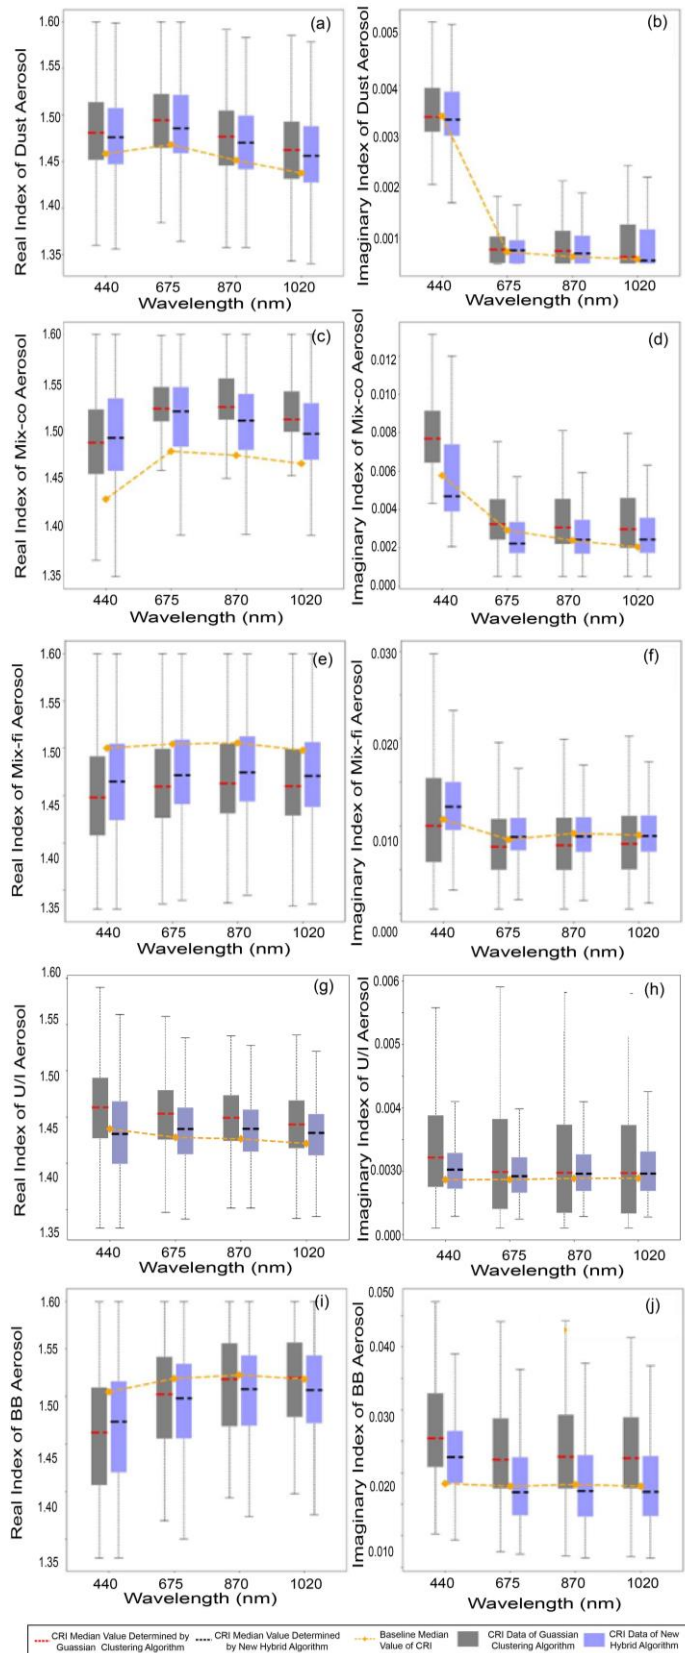 (a)
Real Index of Dust Aerosol
1.60
1.50
1.45
1.35
440 675 870 1020
Wavelength (nm)
(b)
Imaginary Index of Dust Aerosol
0.005
0.003
0.002
0.001
440 675 870 1020
Wavelength (nm)
(c)
Real Index of Mix-co Aerosol
1.60
1.55
1.50
1.45
1.40
1.35
440 675 870 1020
Wavelength (nm)
(d)
Imaginary Index of Mix-co Aerosol
0.012
0.012
0.006
0.004
0.002
0.000
440 675 870 1020
Wavelength (nm)
(e)
Real Index of Mix-fi Aerosol
1.60
1.50
1.45
1.40
1.35
440 675 870 1020
Wavelength (nm)
(f)
Imaginary Index of Mix-fi Aerosol
0.030
0.020
0.010
0.000
440 675 870 1020
Wavelength (nm)
(g)
Real Index of U/I Aerosol
1.60
1.55
1.50
1.45
1.40
1.35
440 675 870 1020
Wavelength (nm)
(h)
Imaginary Index of U/I Aerosol
0.006
0.005
0.004
0.0030
0.000
440 675 870 1020
Wavelength (nm)
(i)
Real Index of BB Aerosol
1.60
1.55
1.50
1.45
1.40
1.35
440 675 870 1020
Wavelength (nm)
(j)
Imaginary Index of BB Aerosol
0.050
0.040
0.030
0.020
0.010
440 675 870 1020
Wavelength (nm)
CRI Median Value Determined by
Guassian Clustering Algorithm
CRI Median Value Determined
by New Hybrid Algorithm
Baseline Median
Value of CRI
CRI Data of Guassian
Clustering Algorithm
CRI Data of New
Hybrid Algorithm